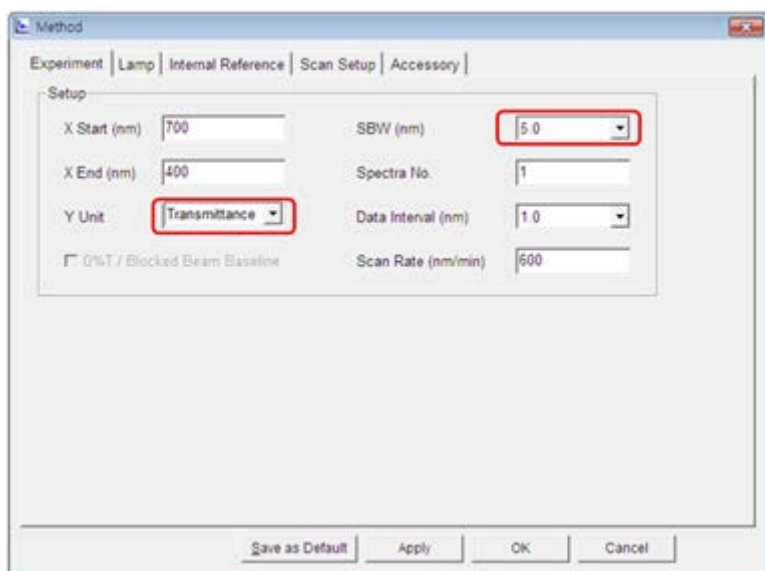 Method
Experiment Lamp Internal Reference Scan Setup Accessory
Setup
X Start (nm) 700 SBW (nm) 5.0
X End (nm) 400 Spectra No. 1
Y Unit Transmittance Data Interval (nm) 1.0
0%T / Blocked Beam Baseline Scan Rate (nm/min) 600
Save as Default Apply OK Cancel